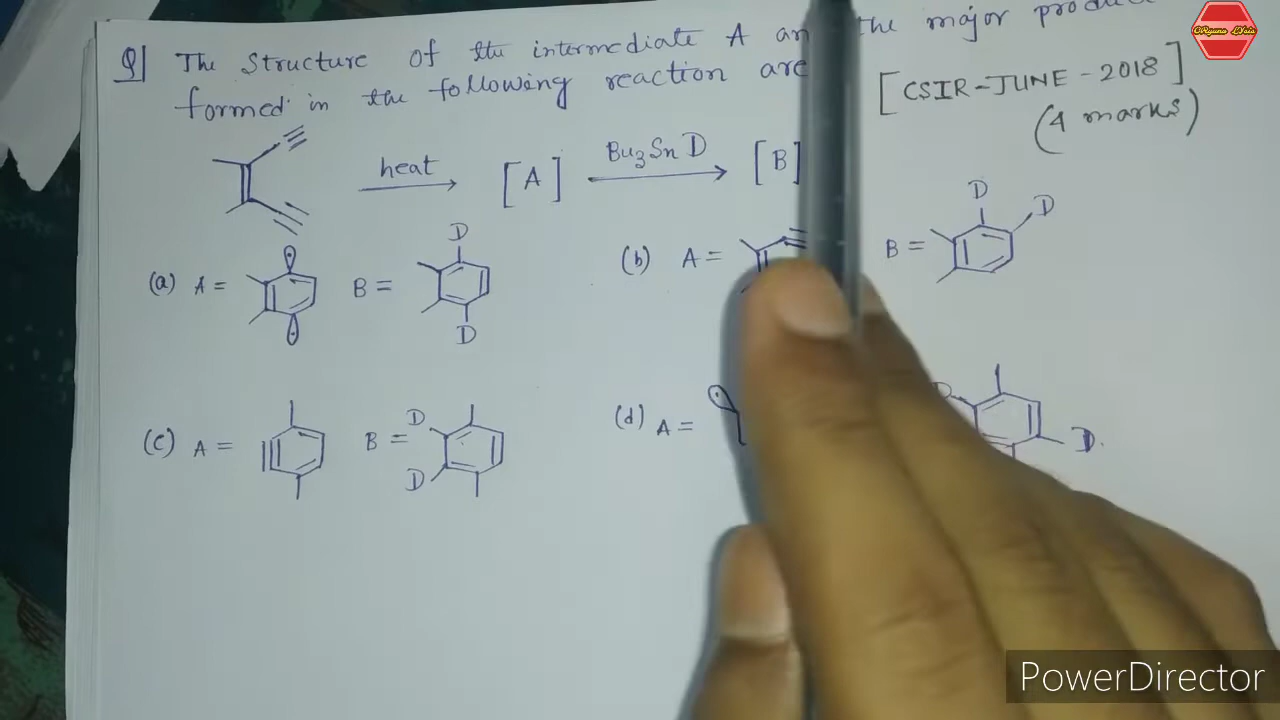 Q| The Structure of the intermediate A an the major
formed in the following reaction are
[CSIR-JUNE-2018]
(4 marks)
heat [A] Bu3SnD [B]
(a) A = B = D D
(b) A = B = D D
(c) A = B = D D
(d) A = D D.
PowerDirector